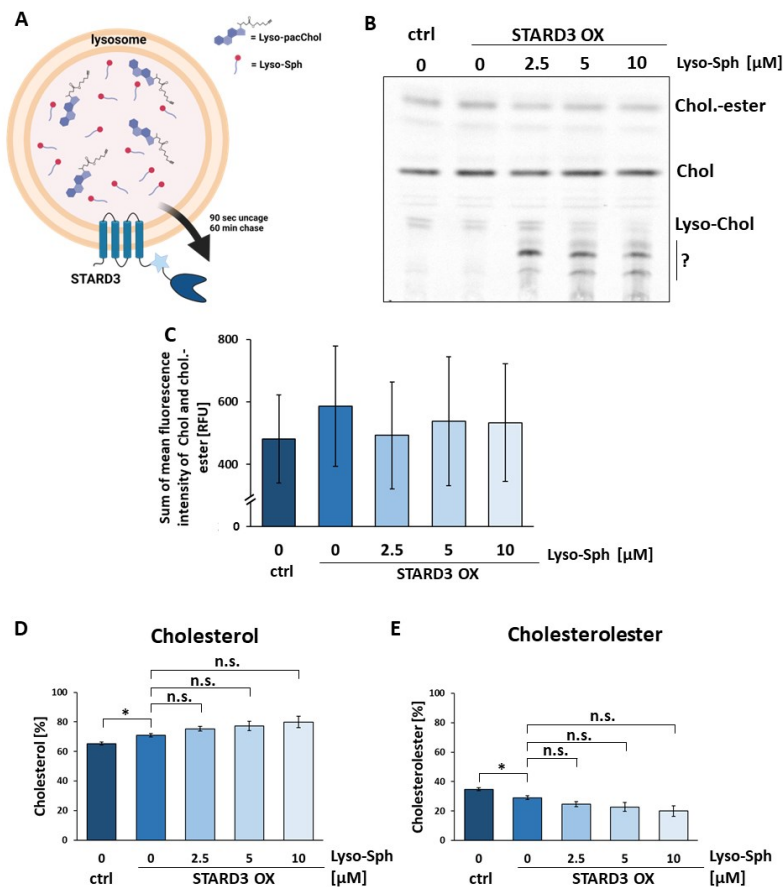 A
lysosome
= Lyso-pacChol
= Lyso-Sph
90 sec uncage
60 min chase
STARD3
B
ctrl STARD3 OX
0 0 2.5 5 10 Lyso-Sph [µM]
Chol.-ester
Chol
Lyso-Chol
?
C
Sum of mean fluorescence
intensity of Chol and chol.-
ester [RFU]
800
600
400
0
0 0 2.5 5 10 Lyso-Sph [µM]
ctrl STARD3 OX
D
Cholesterol
Cholesterol [%]
100
80
60
40
20
0
n.s.
n.s.
* n.s.
0 0 2.5 5 10 Lyso-Sph
ctrl STARD3 OX [µM]
E
Cholesterolester
Cholesterolester [%]
100
80
60
40
20
0
n.s.
n.s.
n.s.
*
0 0 2.5 5 10 Lyso-Sph
ctrl STARD3 OX [µM]